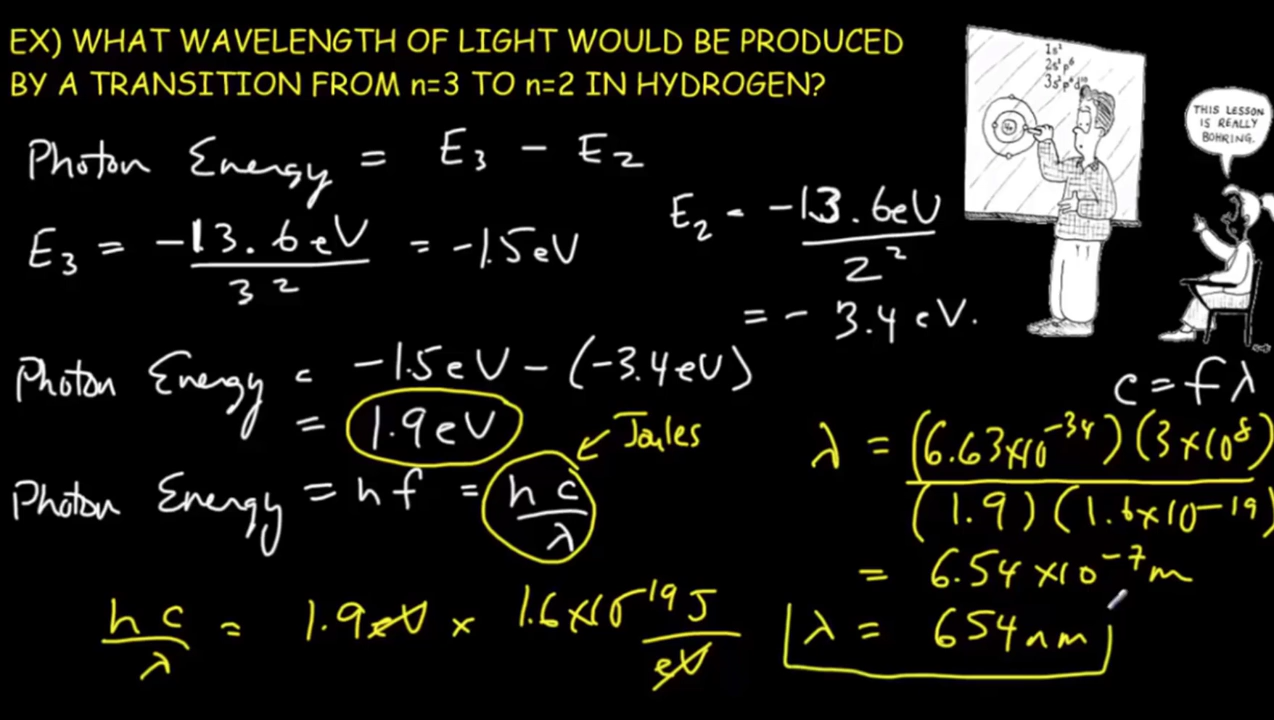 EX) WHAT WAVELENGTH OF LIGHT WOULD BE PRODUCED
BY A TRANSITION FROM n=3 TO n=2 IN HYDROGEN?
1s²
2s²p⁶
3s²p⁶d¹⁰
THIS LESSON
IS REALLY
BOHRING.
Photon Energy = E₃ - E₂
E₃ = -13.6eV / 3² = -1.5eV
E₂ = -13.6eV / 2²
= - 3.4 eV.
Photon Energy = -1.5eV - (-3.4eV)
= 1.9eV
Joules
Photon Energy = hf = hc / λ
hc / λ = 1.9eV × 1.6×10⁻¹⁹J / eV
c = fλ
λ = (6.63×10⁻³⁴)(3×10⁸) / (1.9)(1.6×10⁻¹⁹)
= 6.54 ×10⁻⁷m
λ = 654nm